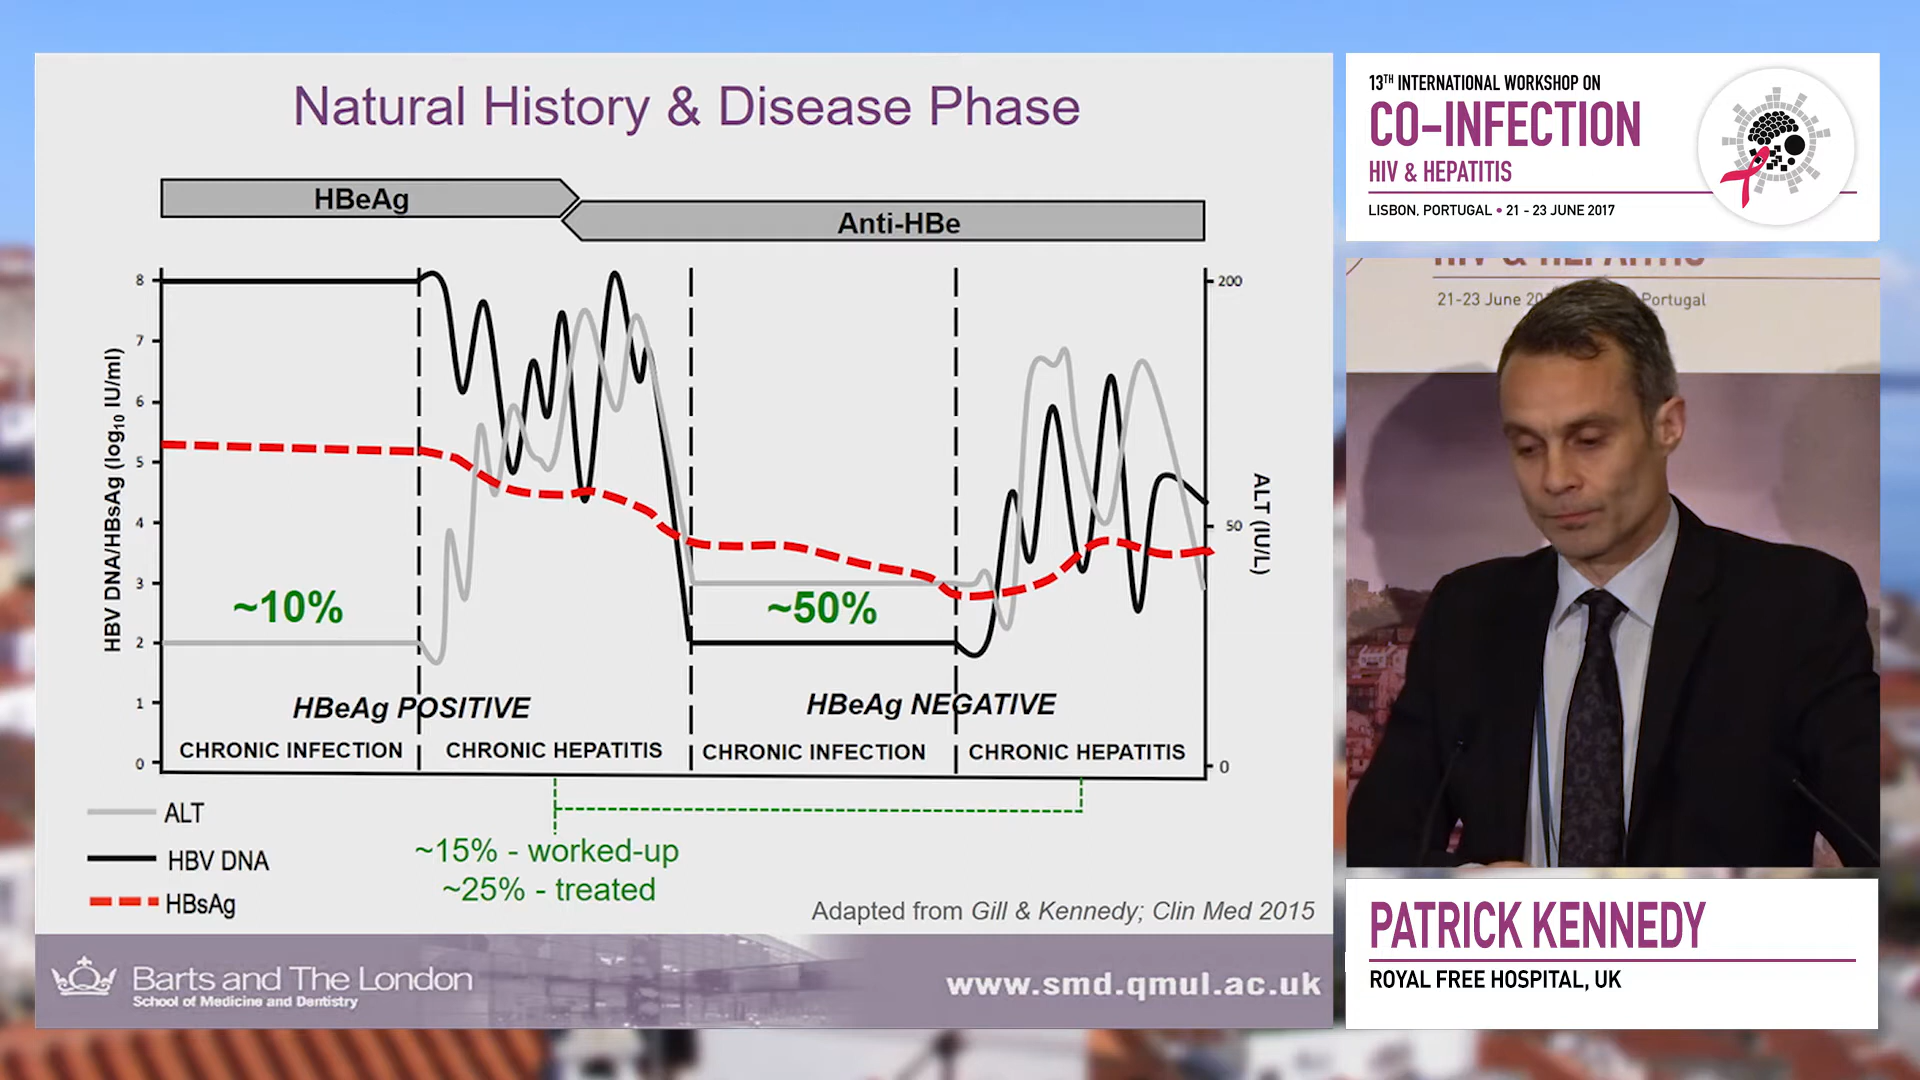 Natural History & Disease Phase
HBeAg
Anti-HBe
8
7
6
5
4
3
2
1
0
HBV DNA/HBsAg (log10 IU/ml)
200
50
0
ALT (IU/L)
~10%
~50%
HBeAg POSITIVE
HBeAg NEGATIVE
CHRONIC INFECTION
CHRONIC HEPATITIS
CHRONIC INFECTION
CHRONIC HEPATITIS
ALT
HBV DNA
HBsAg
~15% - worked-up
~25% - treated
Adapted from Gill & Kennedy; Clin Med 2015
Barts and The London
School of Medicine and Dentistry
www.smd.qmul.ac.uk
13TH INTERNATIONAL WORKSHOP ON
CO-INFECTION
HIV & HEPATITIS
LISBON, PORTUGAL • 21 - 23 JUNE 2017
HIV & HEPATITIS
21-23 June 20
Portugal
PATRICK KENNEDY
ROYAL FREE HOSPITAL, UK